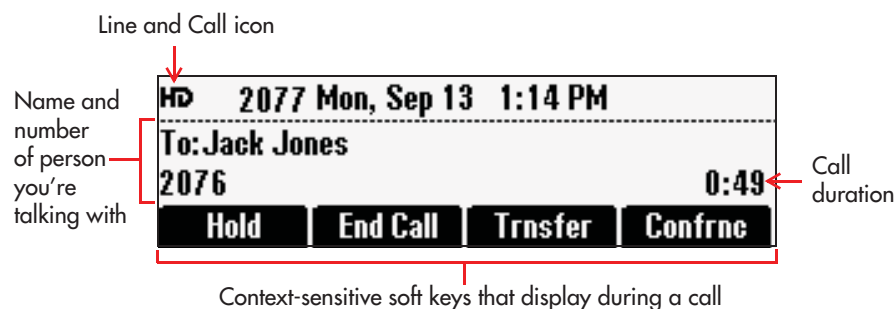 Line and Call icon
HD 2077 Mon, Sep 13 1:14 PM
Name and
number
of person
you're
talking with
To:Jack Jones
2076 0:49
Call
duration
Hold End Call Trnsfer Confrnc
Context-sensitive soft keys that display during a call